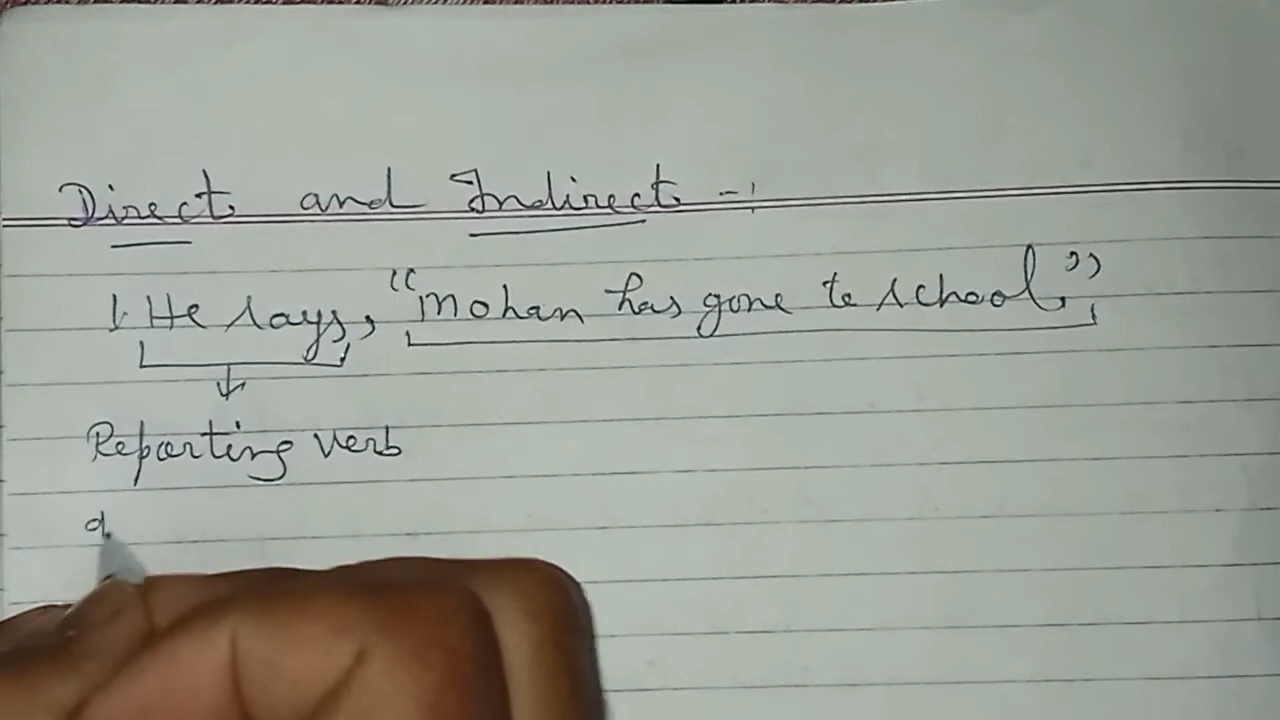 Direct and Indirect -:
1. He says, "Mohan has gone to school."
Reporting verb